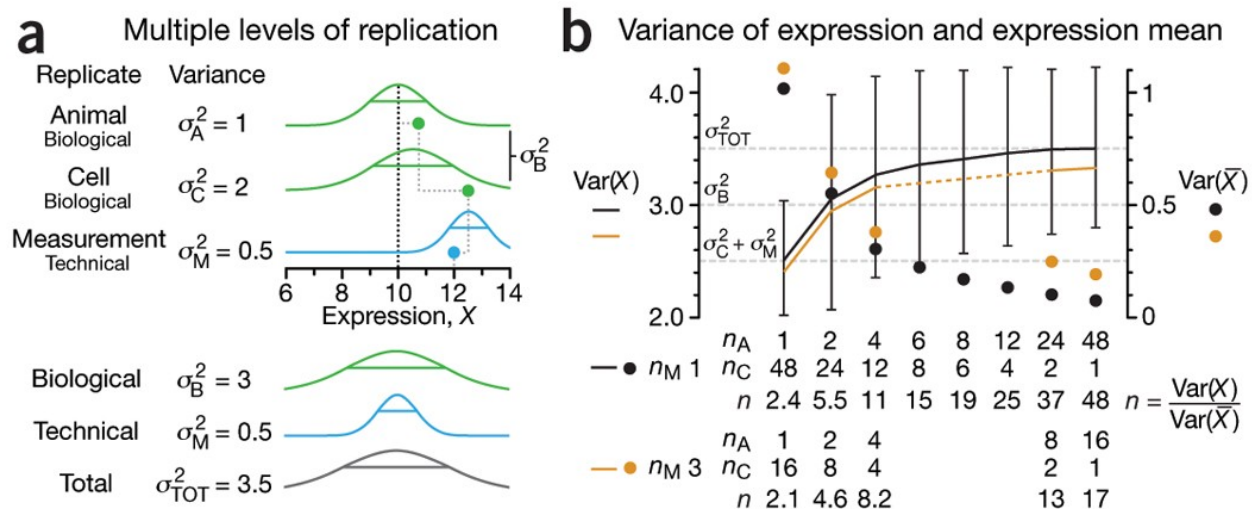 a Multiple levels of replication
Replicate Variance
Animal
Biological
σ²A = 1
σ²B
Cell
Biological
σ²C = 2
Measurement
Technical
σ²M = 0.5
6 8 10 12 14
Expression, X
Biological σ²B = 3
Technical σ²M = 0.5
Total σ²TOT = 3.5
b Variance of expression and expression mean
4.0 1
σ²TOT
Var(X) σ²B Var(X̄)
3.0 0.5
σ²C + σ²M
2.0 0
nA 1 2 4 6 8 12 24 48
nM 1 nC 48 24 12 8 6 4 2 1
n 2.4 5.5 11 15 19 25 37 48 n = Var(X)
Var(X̄)
nA 1 2 4 8 16
nM 3 nC 16 8 4 2 1
n 2.1 4.6 8.2 13 17